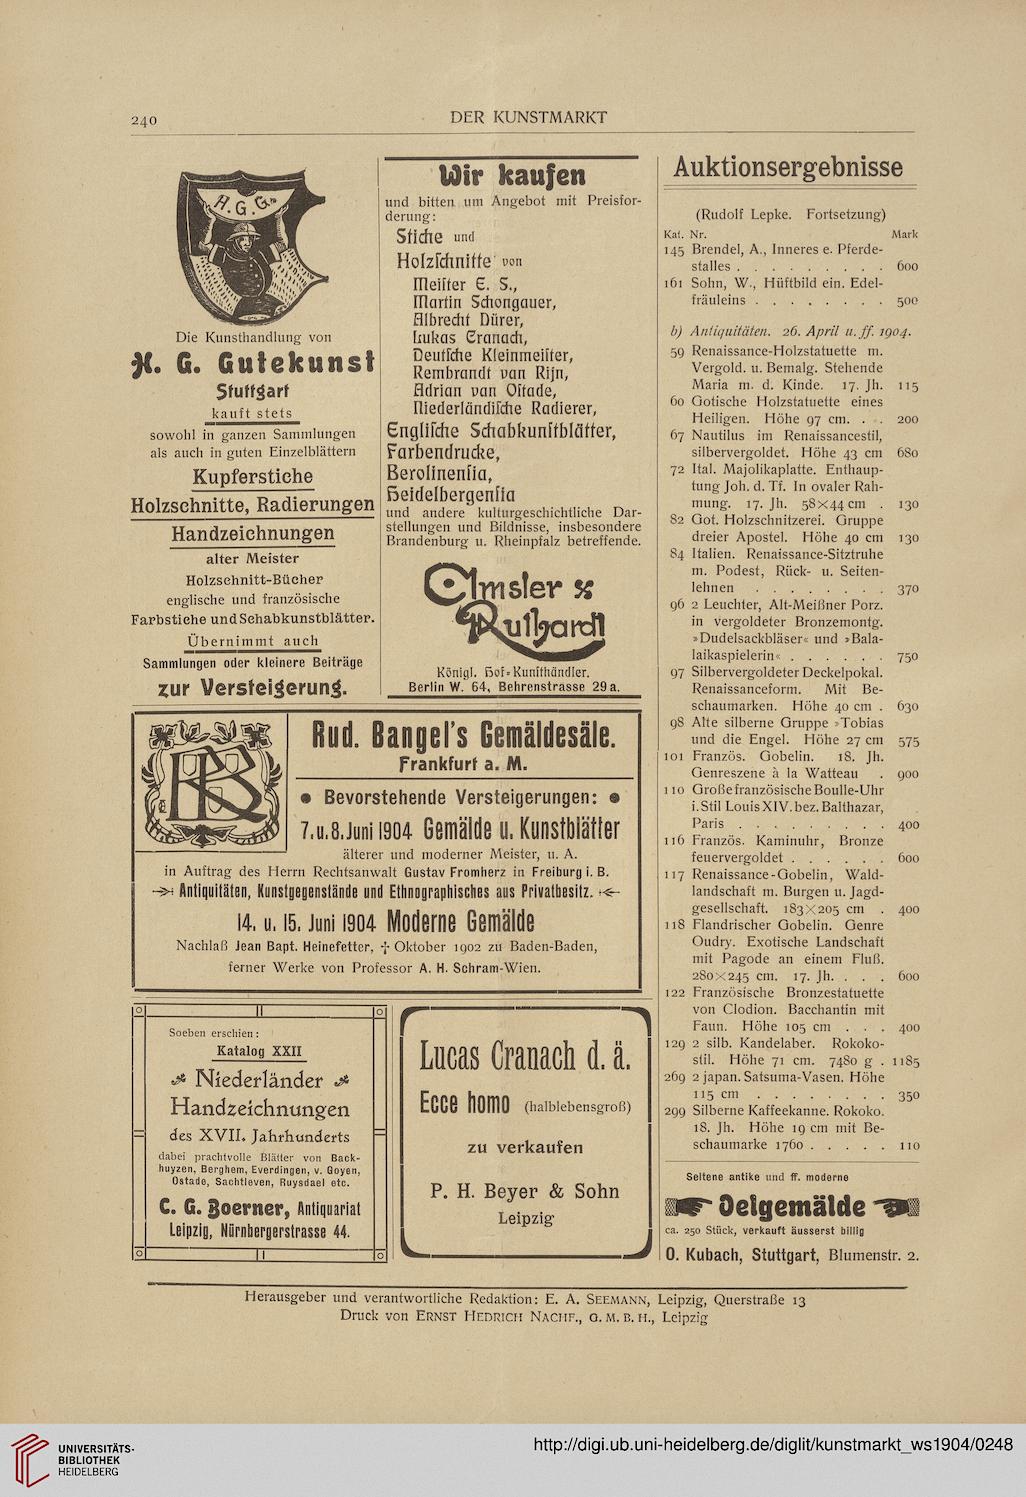 240
DER KUNSTMARKT
H. G. G.
Die Kunsthandlung von
H. G. Gutekunst
Stuttgart
kauft stets
sowohl in ganzen Sammlungen
als auch in guten Einzelblättern
Kupferstiche
Holzschnitte, Radierungen
Handzeichnungen
alter Meister
Holzschnitt-Bücher
englische und französische
Farbstiche und Schabkunstblätter.
Übernimmt auch
Sammlungen oder kleinere Beiträge
zur Versteigerung.
Wir kaufen
und bitten um Angebot mit Preisfor-
derung:
Stiche und
Holzſchnitte von
Meiſter E. S.,
Martin Schongauer,
Albrecht Dürer,
Lukas Cranach,
Deutſche Kleinmeiſter,
Rembrandt van Rijn,
Adrian van Oſtade,
Niederländiſche Radierer,
Engliſche Schabkunſtblätter,
Farbendrucke,
Berolinenſia,
Heidelbergenſia
und andere kulturgeschichtliche Dar-
stellungen und Bildnisse, insbesondere
Brandenburg u. Rheinpfalz betreffende.
Amsler &
Ruthardt
Königl. Hof-Kunſthändler.
Berlin W. 64, Behrenstrasse 29a.
Rud. Bangel's Gemäldesäle.
Frankfurt a. M.
• Bevorstehende Versteigerungen: •
7. u. 8. Juni 1904 Gemälde u. Kunstblätter
älterer und moderner Meister, u. A.
in Auftrag des Herrn Rechtsanwalt Gustav Fromherz in Freiburg i. B.
Antiquitäten, Kunstgegenstände und Ethnographisches aus Privatbesitz.
14. u. 15. Juni 1904 Moderne Gemälde
Nachlaß Jean Bapt. Heinefetter, † Oktober 1902 zu Baden-Baden,
ferner Werke von Professor A. H. Schram-Wien.
Soeben erschien:
Katalog XXII
Niederländer
Handzeichnungen
des XVII. Jahrhunderts
dabei prachtvolle Blätter von Back-
huyzen, Berghem, Everdingen, v. Goyen,
Ostade, Sachtleven, Ruysdael etc.
C. G. Boerner, Antiquariat
Leipzig, Nürnbergerstrasse 44.
Lucas Cranach d. ä.
Ecce homo (halblebensgroß)
zu verkaufen
P. H. Beyer & Sohn
Leipzig
Auktionsergebnisse
(Rudolf Lepke. Fortsetzung)
Kat. Nr. Mark
145 Brendel, A., Inneres e. Pferde-
stalles . . . . . . . . . 600
161 Sohn, W., Hüftbild ein. Edel-
fräuleins . . . . . . . . 500
b) Antiquitäten. 26. April u. ff. 1904.
59 Renaissance-Holzstatuette m.
Vergold. u. Bemalg. Stehende
Maria m. d. Kinde. 17. Jh. 115
60 Gotische Holzstatuette eines
Heiligen. Höhe 97 cm. . . 200
67 Nautilus im Renaissancestil,
silbervergoldet. Höhe 43 cm 680
72 Ital. Majolikaplatte. Enthaup-
tung Joh. d. Tf. In ovaler Rah-
mung. 17. Jh. 58×44 cm . 130
82 Got. Holzschnitzerei. Gruppe
dreier Apostel. Höhe 40 cm 130
84 Italien. Renaissance-Sitztruhe
m. Podest, Rück- u. Seiten-
lehnen . . . . . . . . 370
96 2 Leuchter, Alt-Meißner Porz.
in vergoldeter Bronzemontg.
»Dudelsackbläser« und »Bala-
laikaspielerin« . . . . . . 750
97 Silbervergoldeter Deckelpokal.
Renaissanceform. Mit Be-
schaumarken. Höhe 40 cm . 630
98 Alte silberne Gruppe »Tobias
und die Engel. Höhe 27 cm 575
101 Französ. Gobelin. 18. Jh.
Genreszene à la Watteau . 900
110 Große französische Boulle-Uhr
i. Stil Louis XIV. bez. Balthazar,
Paris . . . . . . . . . 400
116 Französ. Kaminuhr, Bronze
feuervergoldet . . . . . . 600
117 Renaissance-Gobelin, Wald-
landschaft m. Burgen u. Jagd-
gesellschaft. 183×205 cm . 400
118 Flandrischer Gobelin. Genre
Oudry. Exotische Landschaft
mit Pagode an einem Fluß.
280×245 cm. 17. Jh. . . . 600
122 Französische Bronzestatuette
von Clodion. Bacchantin mit
Faun. Höhe 105 cm . . . 400
129 2 silb. Kandelaber. Rokoko-
stil. Höhe 71 cm. 7480 g . 1185
269 2 japan. Satsuma-Vasen. Höhe
115 cm . . . . . . . . 350
299 Silberne Kaffeekanne. Rokoko.
18. Jh. Höhe 19 cm mit Be-
schaumarke 1760 . . . . . 110
Seltene antike und ff. moderne
Oelgemälde
ca. 250 Stück, verkauft äusserst billig
O. Kubach, Stuttgart, Blumenstr. 2.
Herausgeber und verantwortliche Redaktion: E. A. SEEMANN, Leipzig, Querstraße 13
Druck von ERNST HEDRICH NACHF., G. M. B. H., Leipzig
UNIVERSITÄTS-
BIBLIOTHEK
HEIDELBERG
http://digi.ub.uni-heidelberg.de/diglit/kunstmarkt_ws1904/0248